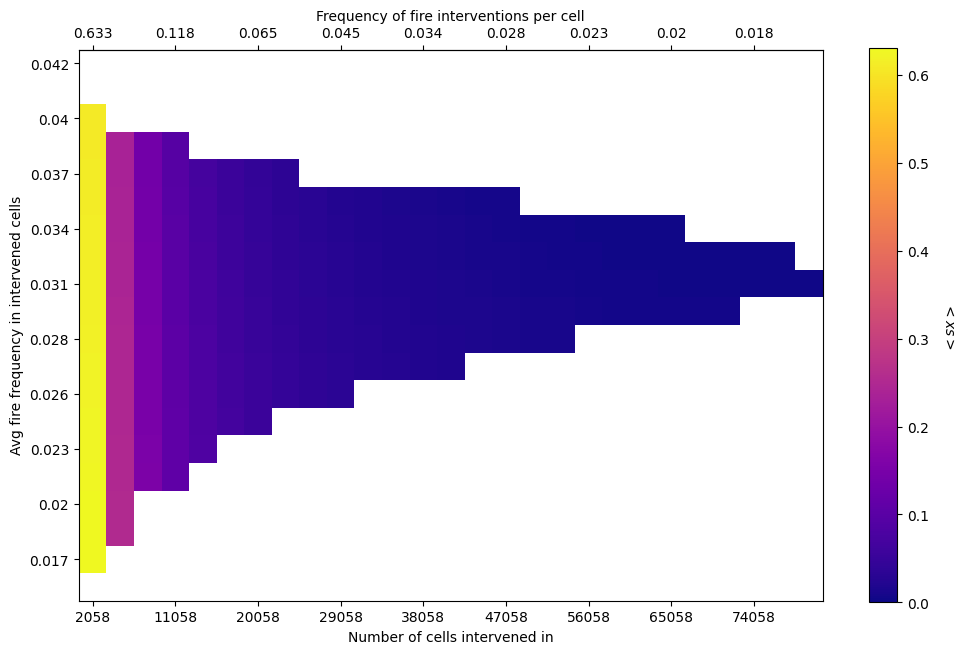 Frequency of fire interventions per cell
0.633 0.118 0.065 0.045 0.034 0.028 0.023 0.02 0.018
0.042
0.04
0.037
0.034
0.031
0.028
0.026
0.023
0.02
0.017
Avg fire frequency in intervened cells
2058 11058 20058 29058 38058 47058 56058 65058 74058
Number of cells intervened in
0.6
0.5
0.4
0.3
0.2
0.1
0.0
< sx >